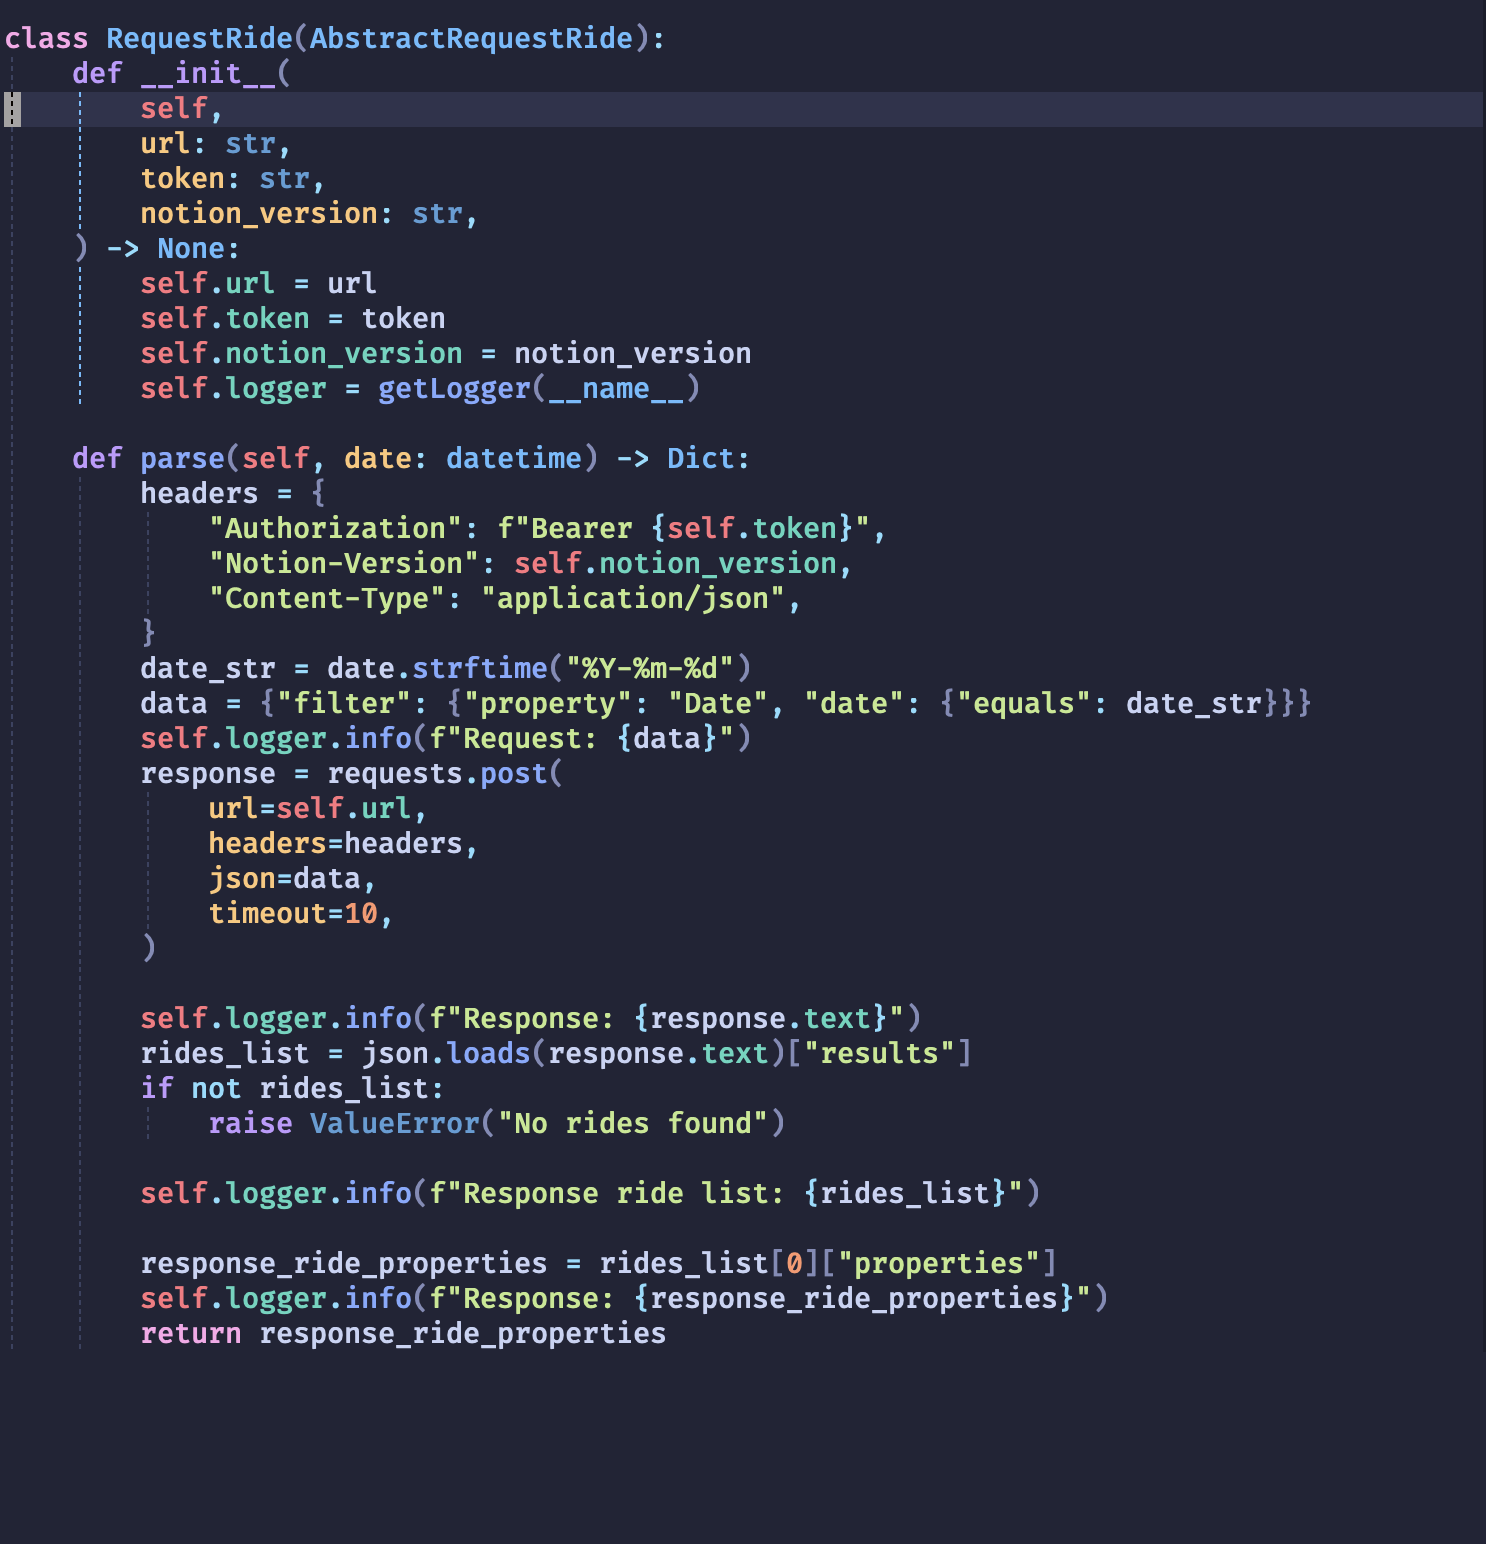 class RequestRide(AbstractRequestRide):
    def __init__(
        self,
        url: str,
        token: str,
        notion_version: str,
    ) -> None:
        self.url = url
        self.token = token
        self.notion_version = notion_version
        self.logger = getLogger(__name__)

    def parse(self, date: datetime) -> Dict:
        headers = {
            "Authorization": f"Bearer {self.token}",
            "Notion-Version": self.notion_version,
            "Content-Type": "application/json",
        }
        date_str = date.strftime("%Y-%m-%d")
        data = {"filter": {"property": "Date", "date": {"equals": date_str}}}
        self.logger.info(f"Request: {data}")
        response = requests.post(
            url=self.url,
            headers=headers,
            json=data,
            timeout=10,
        )

        self.logger.info(f"Response: {response.text}")
        rides_list = json.loads(response.text)["results"]
        if not rides_list:
            raise ValueError("No rides found")

        self.logger.info(f"Response ride list: {rides_list}")

        response_ride_properties = rides_list[0]["properties"]
        self.logger.info(f"Response: {response_ride_properties}")
        return response_ride_properties